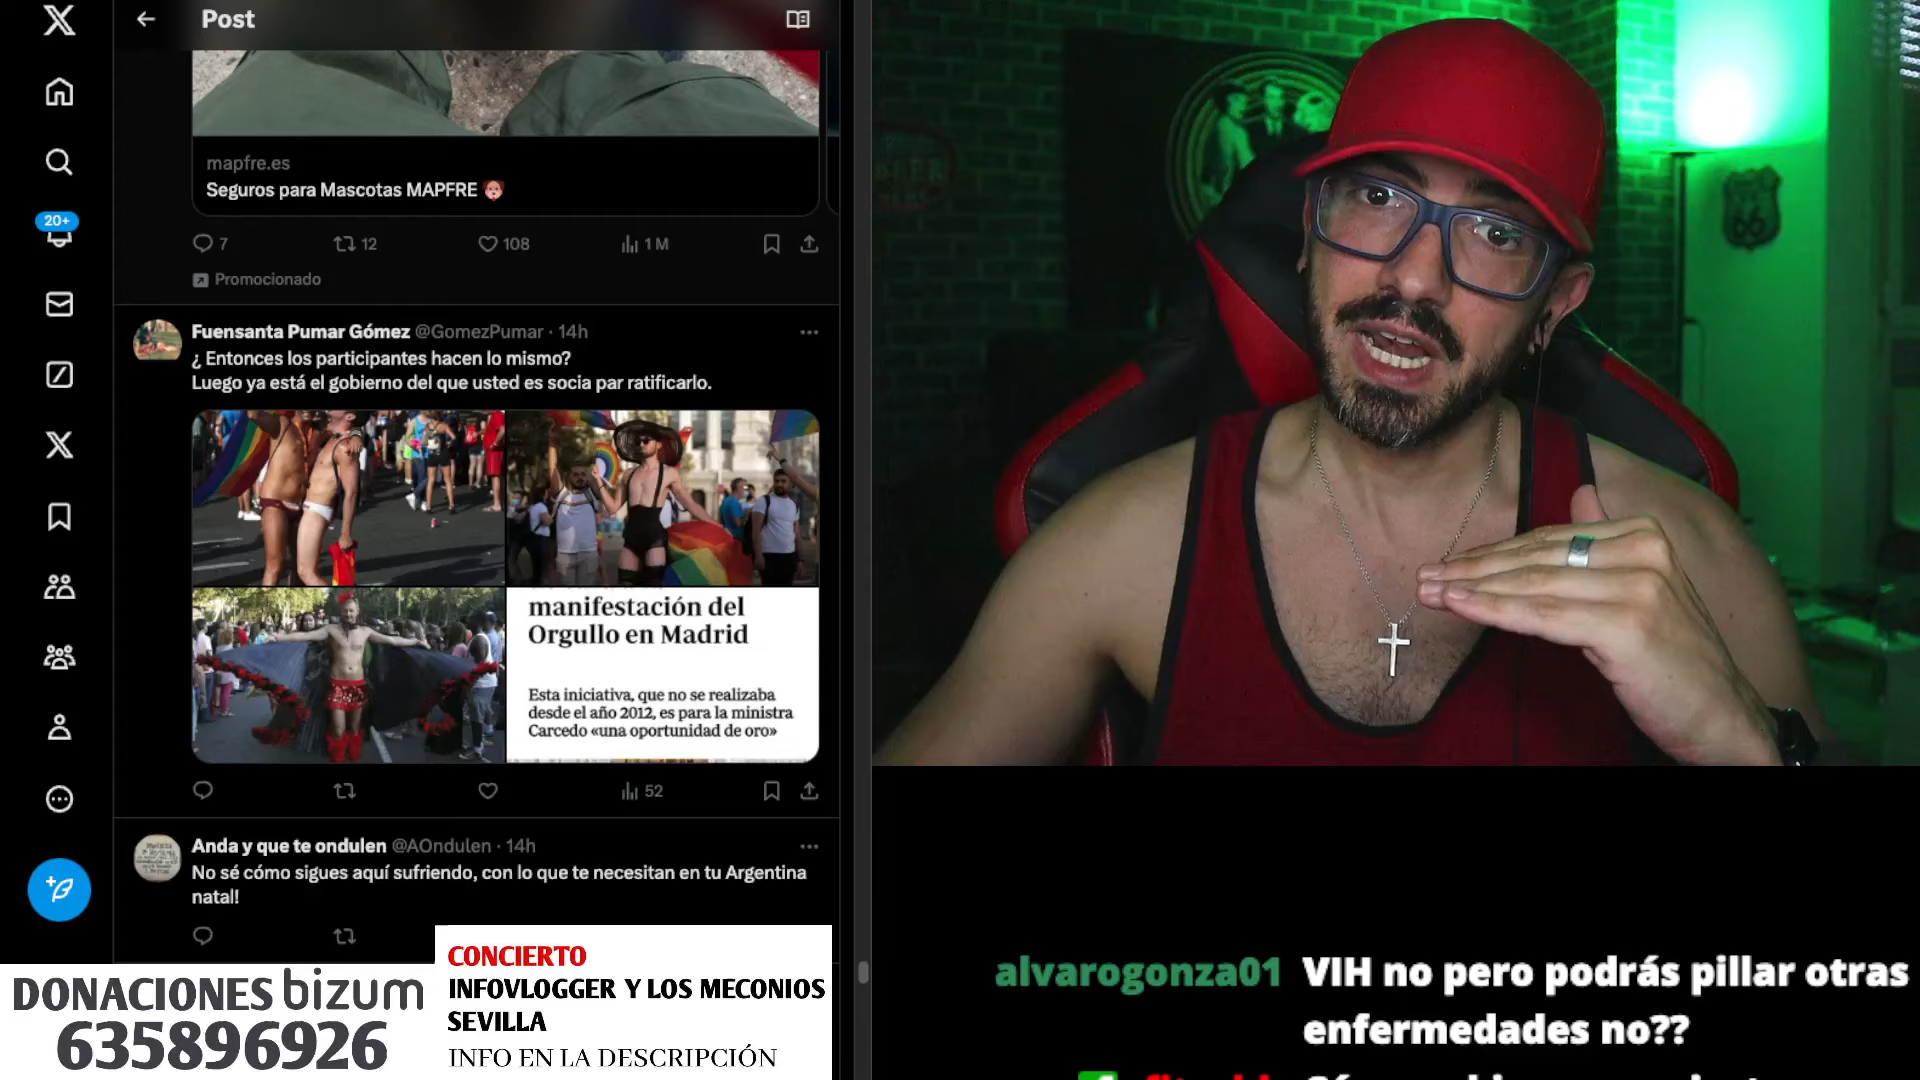 Post
mapfre.es
Seguros para Mascotas MAPFRE
7
12
108
1 M
Promocionado
20+
Fuensanta Pumar Gómez @GomezPumar · 14h
¿ Entonces los participantes hacen lo mismo?
Luego ya está el gobierno del que usted es socia par ratificarlo.
manifestación del
Orgullo en Madrid
Esta iniciativa, que no se realizaba
desde el año 2012, es para la ministra
Carcedo «una oportunidad de oro»
52
Anda y que te ondulen @AOndulen · 14h
No sé cómo sigues aquí sufriendo, con lo que te necesitan en tu Argentina
natal!
DONACIONES bizum
635896926
CONCIERTO
INFOVLOGGER Y LOS MECONIOS
SEVILLA
INFO EN LA DESCRIPCIÓN
66
alvarogonza01 VIH no pero podrás pillar otras
enfermedades no??